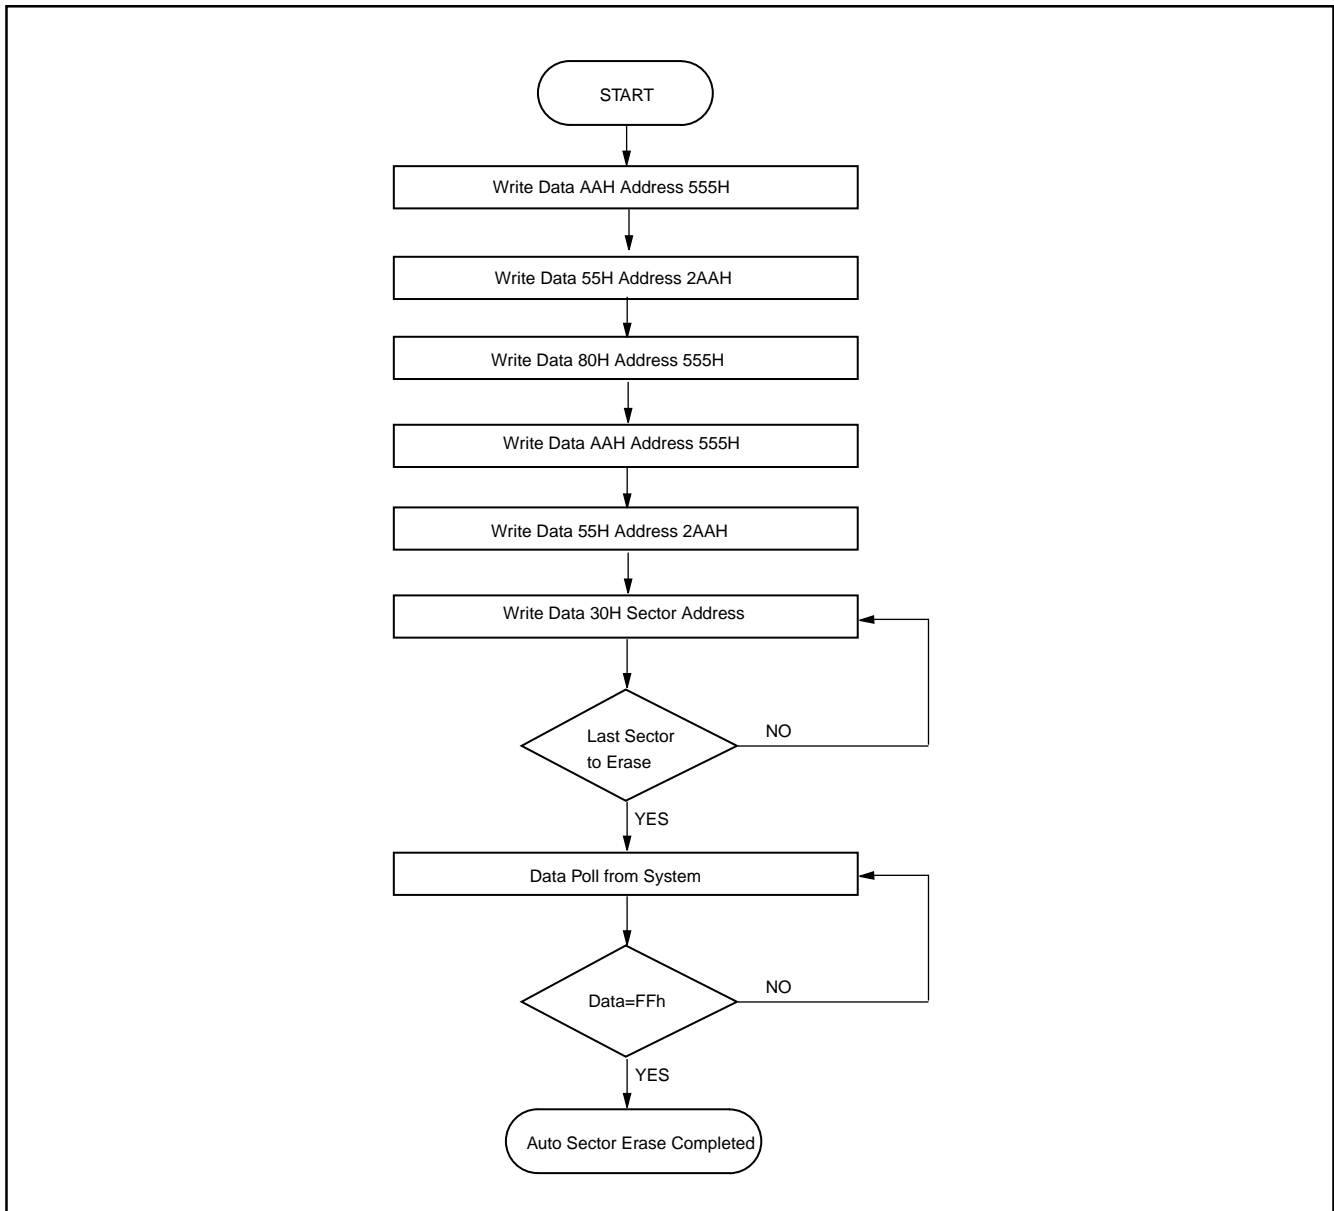 START
Write Data AAH Address 555H
Write Data 55H Address 2AAH
Write Data 80H Address 555H
Write Data AAH Address 555H
Write Data 55H Address 2AAH
Write Data 30H Sector Address
Last Sector
to Erase
NO
YES
Data Poll from System
Data=FFh
NO
YES
Auto Sector Erase Completed